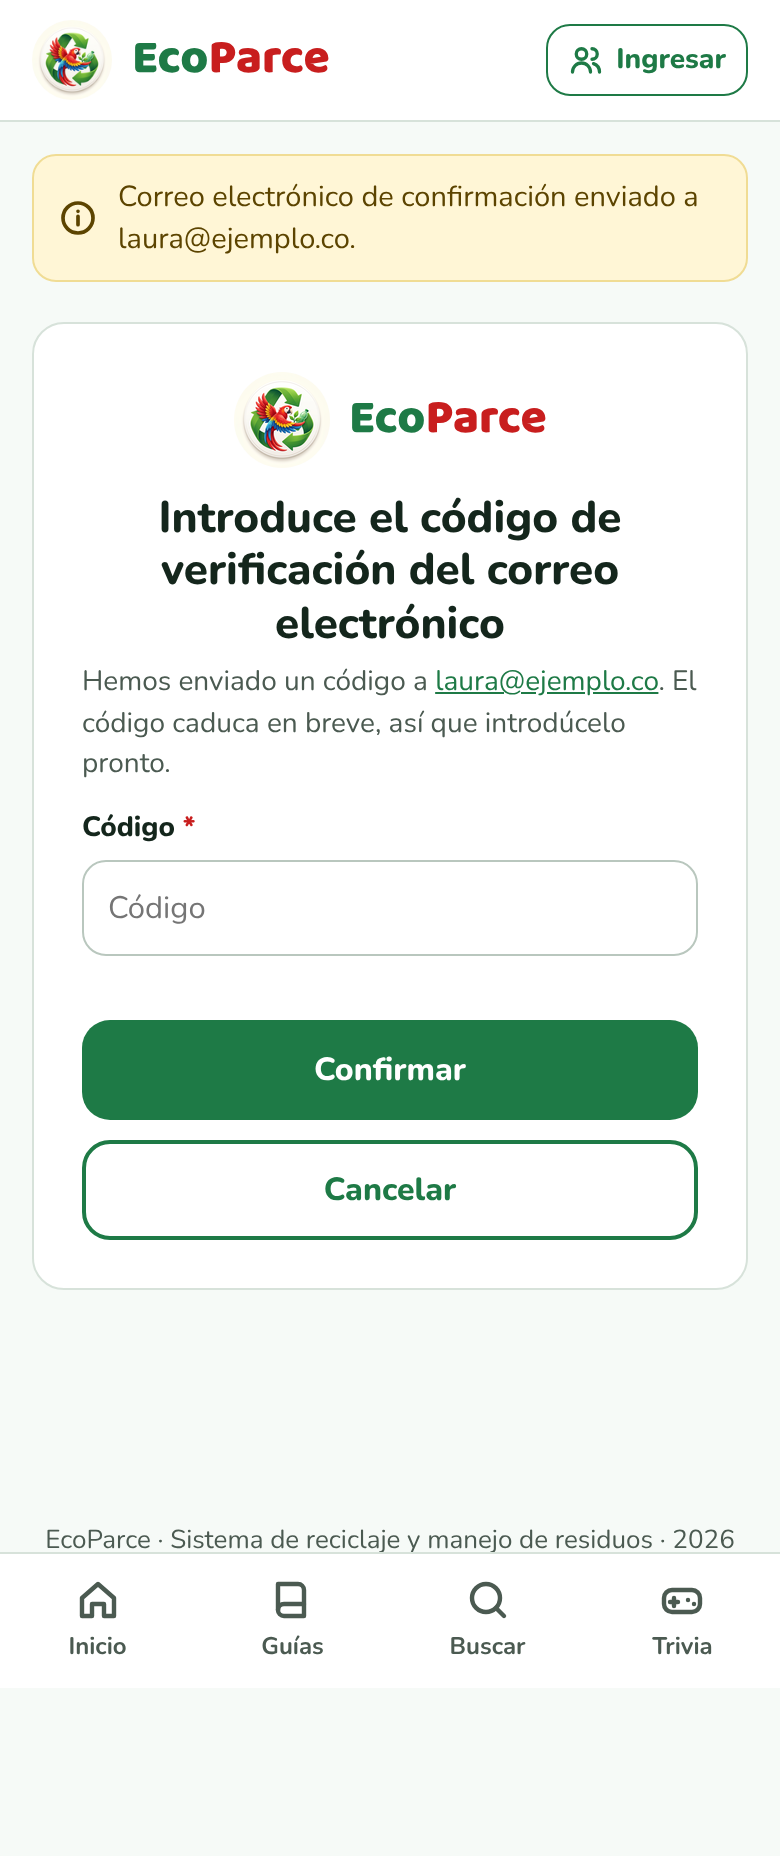 EcoParce
Ingresar
Correo electrónico de confirmación enviado a
laura@ejemplo.co.
EcoParce
Introduce el código de
verificación del correo
electrónico
Hemos enviado un código a laura@ejemplo.co. El
código caduca en breve, así que introdúcelo
pronto.
Código *
Código
Confirmar
Cancelar
EcoParce · Sistema de reciclaje y manejo de residuos · 2026
Inicio
Guías
Buscar
Trivia